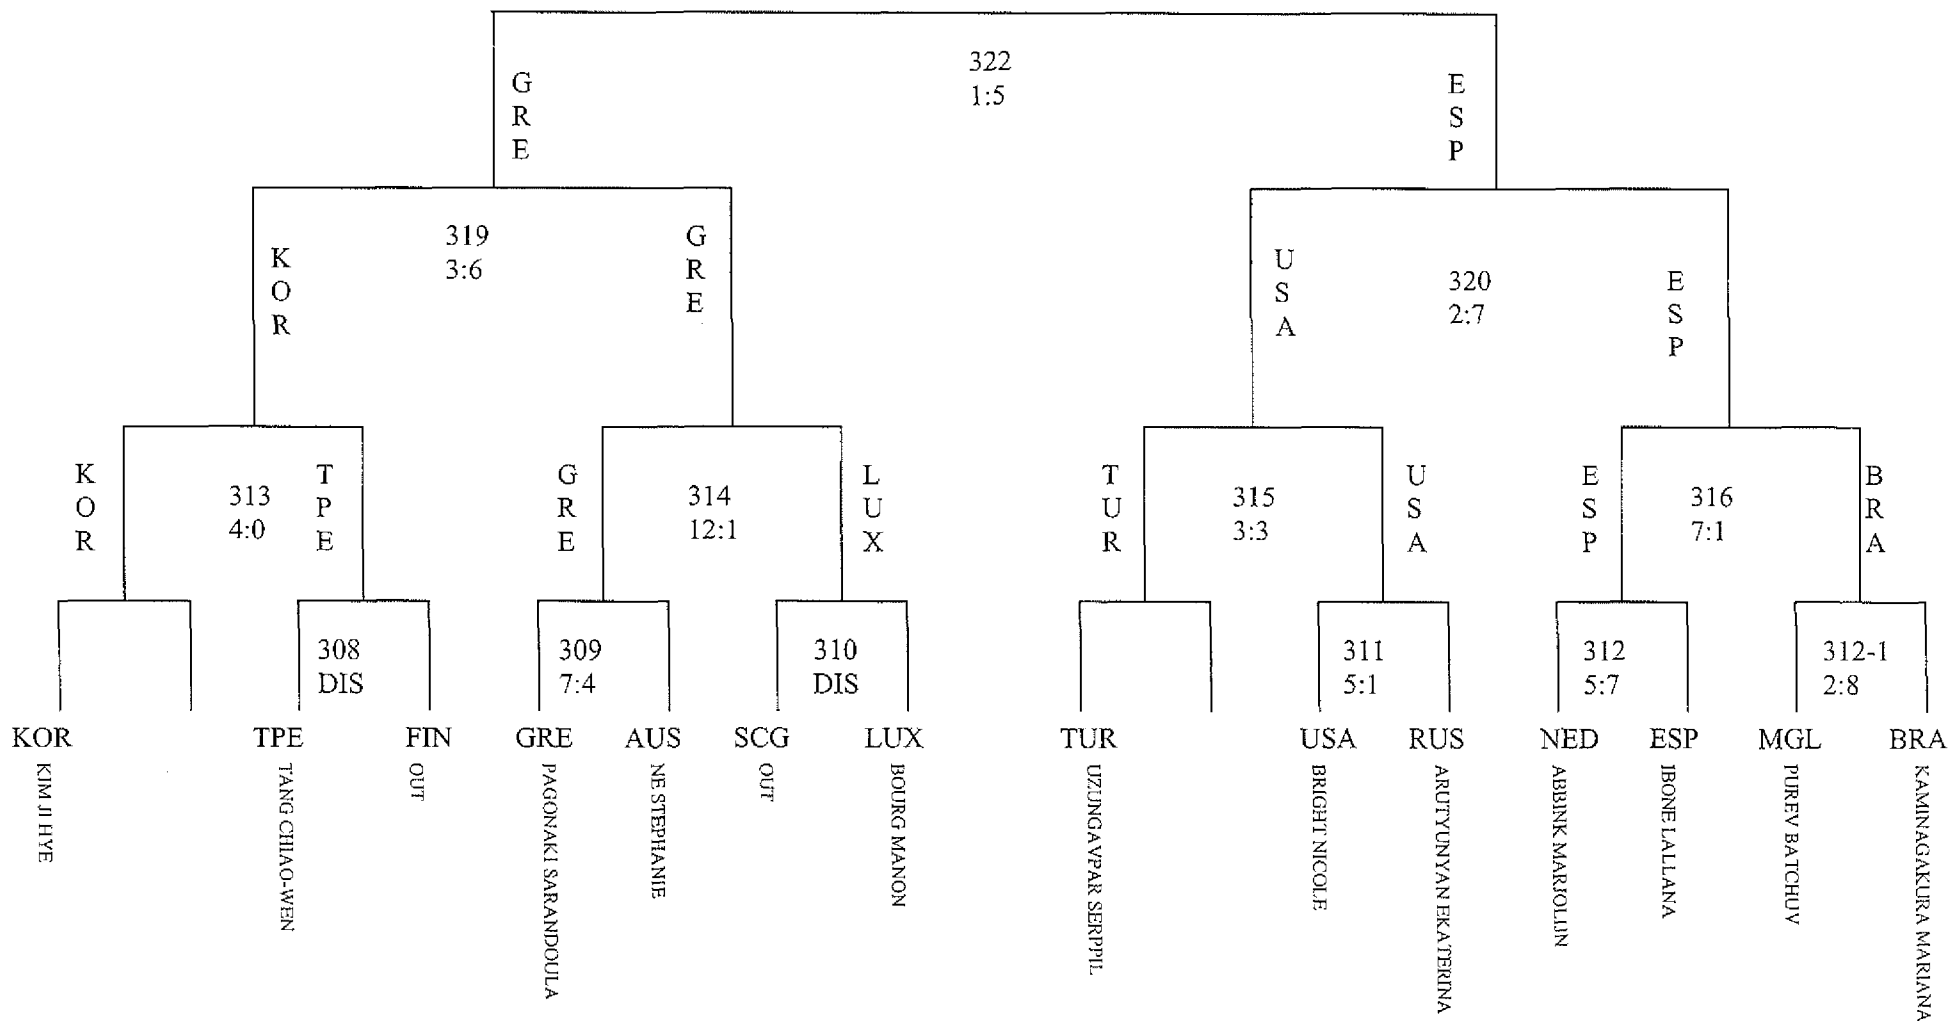 322
1:5
GRE
ESP
319
3:6
KOR
GRE
USA
320
2:7
ESP
KOR
313
4:0
TPE
GRE
314
12:1
LUX
TUR
315
3:3
USA
ESP
316
7:1
BRA
308
DIS
309
7:4
310
DIS
311
5:1
312
5:7
312-1
2:8
KOR
TPE
FIN
GRE
AUS
SCG
LUX
TUR
USA
RUS
NED
ESP
MGL
BRA
KIM JI HYE
TANG CHIAO-WEN
OUT
PAGONAKI SARANDOULA
NE STEPHANIE
OUT
BOURG MANON
UZUNGAVPAR SERPPIL
BRIGHT NICOLE
ARUTYUNYAN EKATERINA
ABBINK MARJOLIJN
IBONE LALLANA
PUREV BATCHUV
KAMINAGAKURA MARIANA